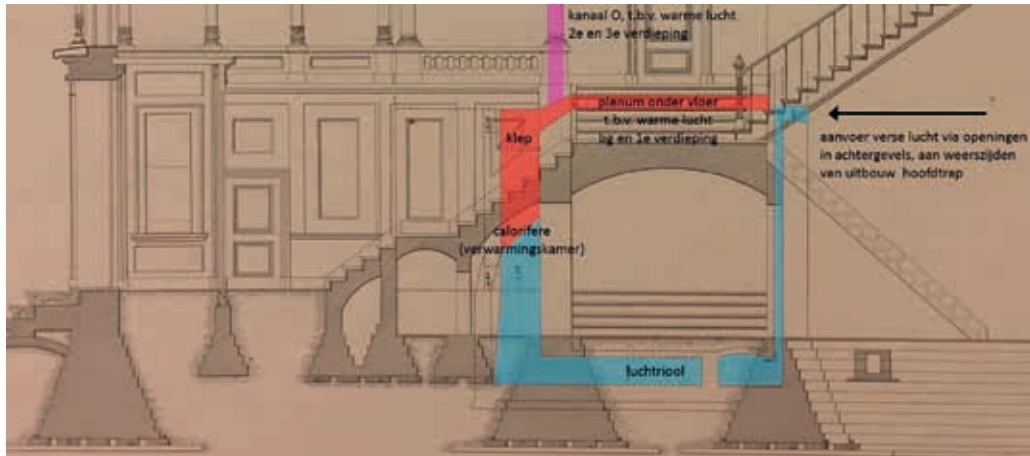 kanaal O, t.b.v. warme lucht
2e en 3e verdieping
plenum onder vloer
t.b.v. warme lucht
bg en 1e verdieping
klep
aanvoer verse lucht via openingen
in achtergevels, aan weerszijden
van uitbouw hoofdtrap
calorifere
(verwarmingskamer)
luchtriool